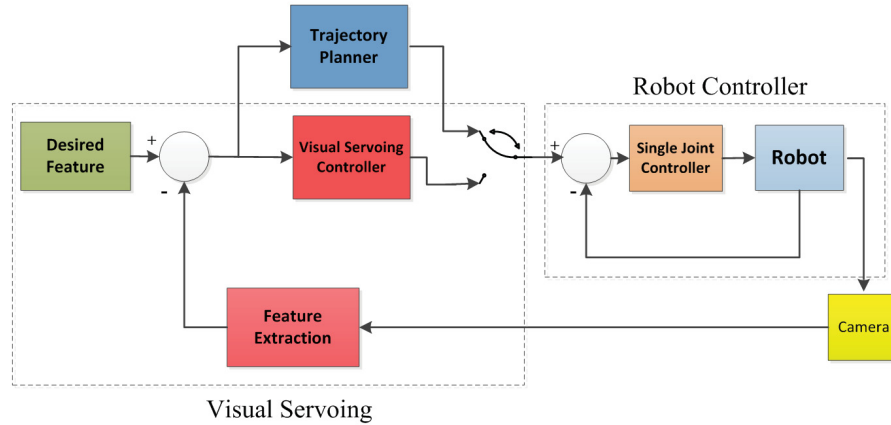 Trajectory
Planner
Robot Controller
Desired
Feature
+
-
Visual Servoing
Controller
+
-
Single Joint
Controller
Robot
Feature
Extraction
Camera
Visual Servoing